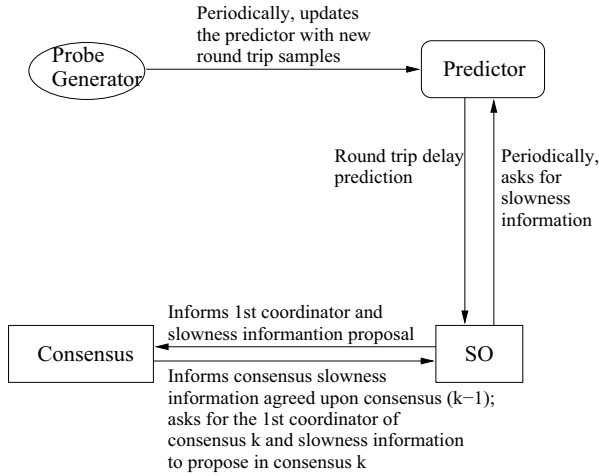 Periodically, updates
the predictor with new
round trip samples
Probe
Generator
Predictor
Round trip delay
prediction
Periodically,
asks for
slowness
information
Informs 1st coordinator and
slowness informantion proposal
Consensus
SO
Informs consensus slowness
information agreed upon consensus (k−1);
asks for the 1st coordinator of
consensus k and slowness information
to propose in consensus k